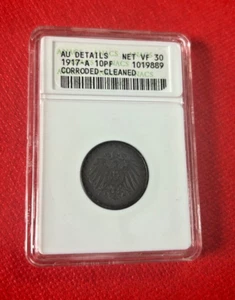 AU DETAILS NET VF 30
1917-A 10PF 1019889
CORRODED-CLEANED